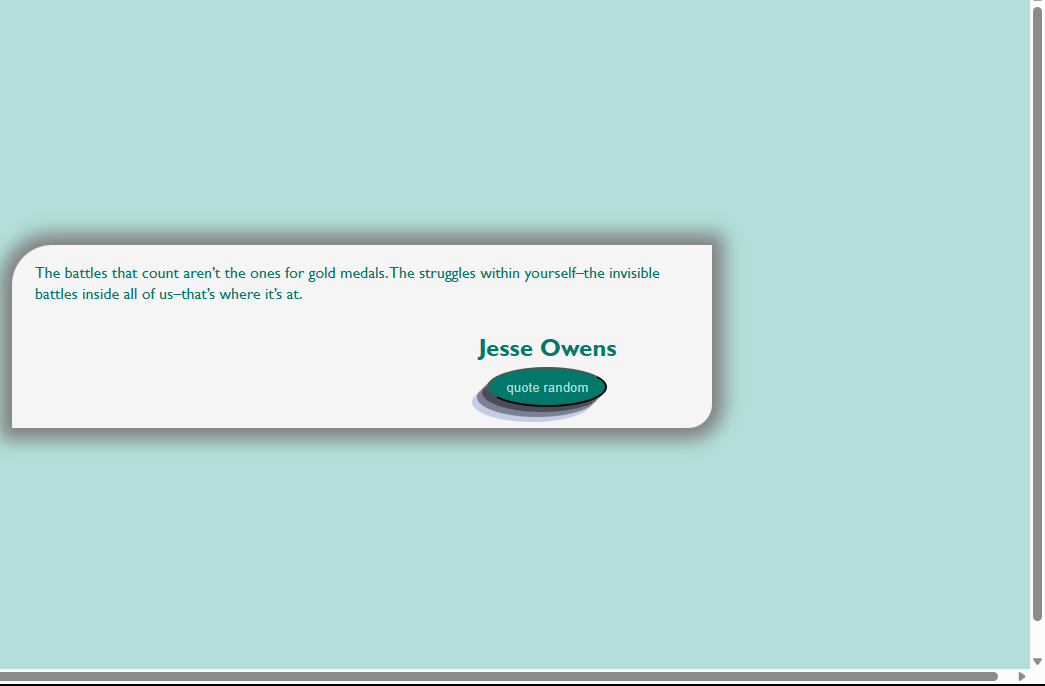 The battles that count aren’t the ones for gold medals.The struggles within yourself–the invisible
battles inside all of us–that’s where it’s at.
Jesse Owens
quote random